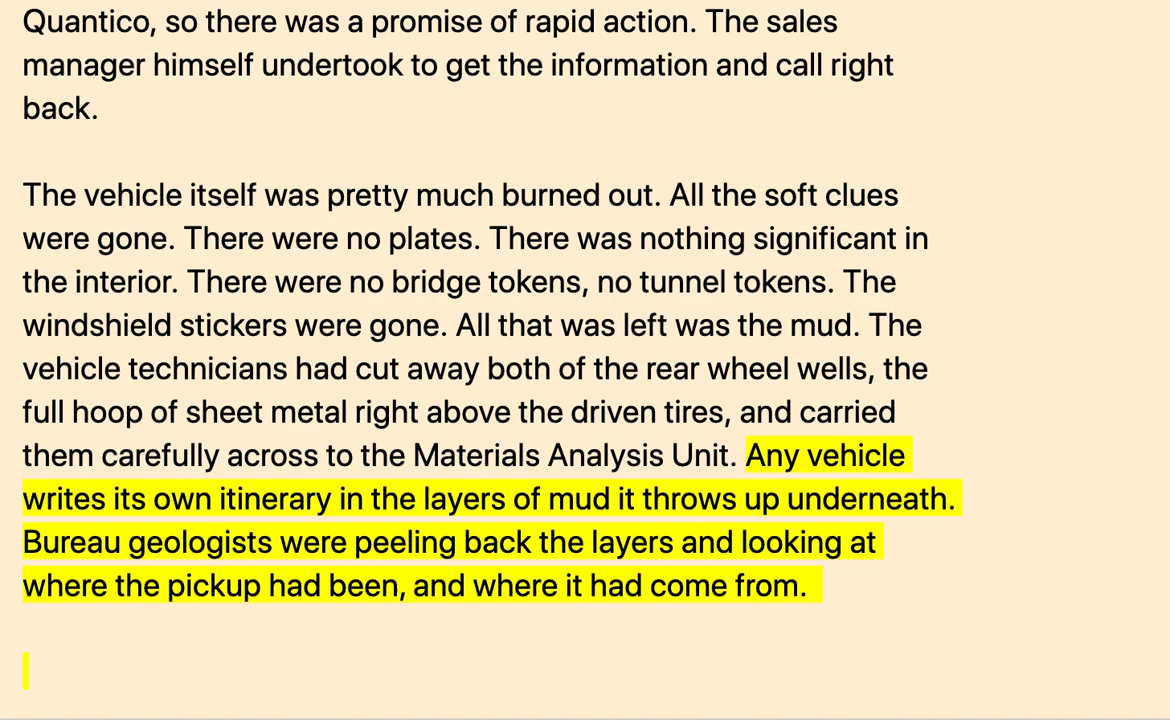 Quantico, so there was a promise of rapid action. The sales
manager himself undertook to get the information and call right
back.
The vehicle itself was pretty much burned out. All the soft clues
were gone. There were no plates. There was nothing significant in
the interior. There were no bridge tokens, no tunnel tokens. The
windshield stickers were gone. All that was left was the mud. The
vehicle technicians had cut away both of the rear wheel wells, the
full hoop of sheet metal right above the driven tires, and carried
them carefully across to the Materials Analysis Unit. Any vehicle
writes its own itinerary in the layers of mud it throws up underneath.
Bureau geologists were peeling back the layers and looking at
where the pickup had been, and where it had come from.